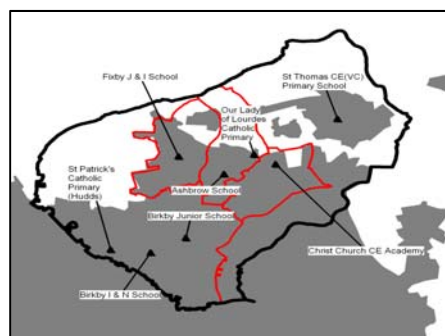 Fixby J & I School
St Thomas CE(VC)
Primary School
Our Lady
of Lourdes
Catholic
Primary
St Patrick's
Catholic
Primary
(Hudds)
Ashbrow School
Birkby Junior School
Christ Church CE Academy
Birkby I & N School